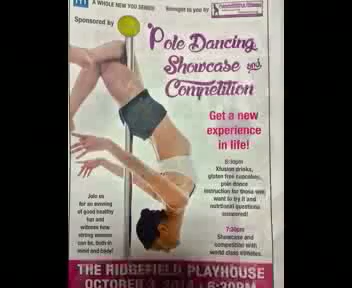 A WHOLE NEW YOU SERIES!
Brought to you by
Sponsored by
Pole Dancing
Showcase and
Competition
Get a new
experience
in life!
6:30pm
Xfusion drinks,
gluten free cupcakes,
pole dance
instruction for those who
want to try it and
nutritional questions
answered!
7:30pm
Showcase and
competition with
world class athletes.
Join us
for an evening
of good healthy
fun and
witness how
strong women
can be, both in
mind and body!
THE RIDGEFIELD PLAYHOUSE
OCTOBER
6:30PM